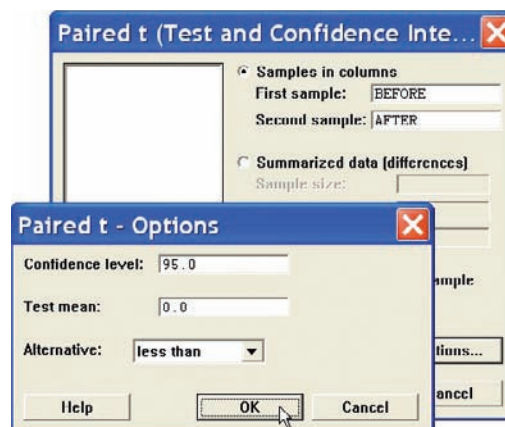 Paired t (Test and Confidence Inte...
Samples in columns
First sample: BEFORE
Second sample: AFTER
Summarized data (differences)
Sample size:
Paired t - Options
Confidence level: 95.0
Test mean: 0.0
Alternative: less than
Help OK Cancel
ample
tions...
ancel